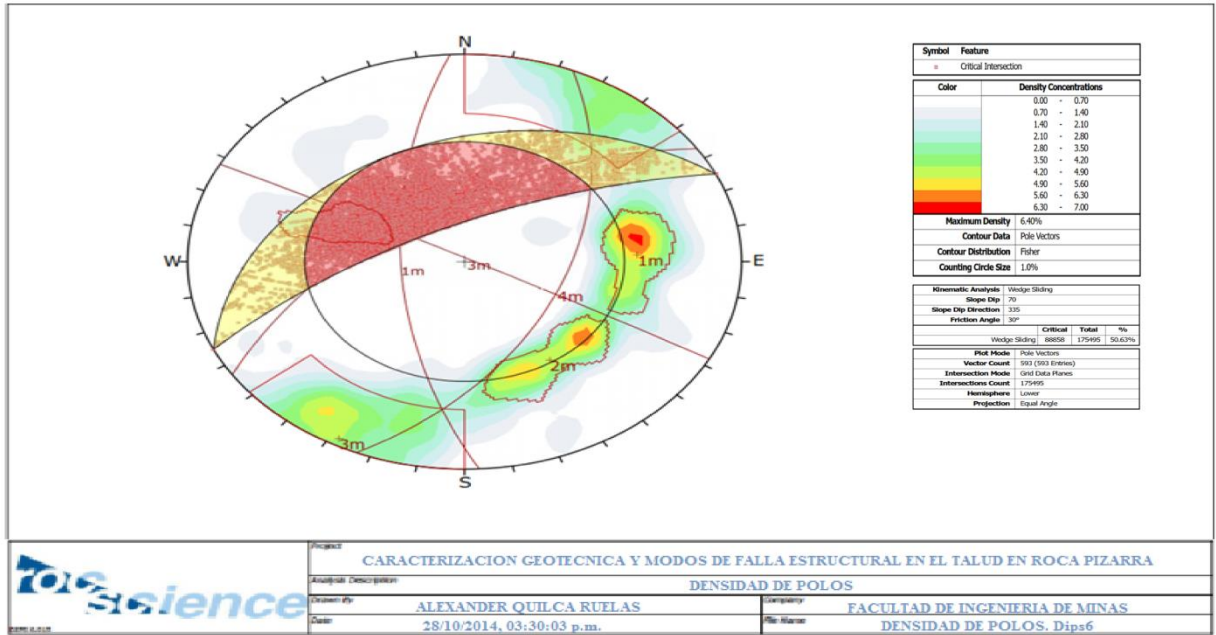 N
W
E
S
1m
3m
4m
1m
2m
3m
Symbol Feature
Critical Intersection
Color Density Concentrations
0.00 - 0.70
0.70 - 1.40
1.40 - 2.10
2.10 - 2.80
2.80 - 3.50
3.50 - 4.20
4.20 - 4.90
4.90 - 5.60
5.60 - 6.30
6.30 - 7.00
Maximum Density 6.40%
Contour Data Pole Vectors
Contour Distribution Fisher
Counting Circle Size 1.0%
Kinematic Analysis Wedge Sliding
Slope Dip 70
Slope Dip Direction 335
Friction Angle 30°
Critical Total %
Wedge Sliding 88858 175495 50.63%
Plot Mode Pole Vectors
Vector Count 593 (593 Entries)
Intersection Mode Grid Data Planes
Intersections Count 175495
Hemisphere Lower
Projection Equal Angle
rocscience
Project
CARACTERIZACION GEOTECNICA Y MODOS DE FALLA ESTRUCTURAL EN EL TALUD EN ROCA PIZARRA
Analysis Description
DENSIDAD DE POLOS
Drawn By
ALEXANDER QUILCA RUELAS
Company
FACULTAD DE INGENIERIA DE MINAS
Date
28/10/2014, 03:30:03 p.m.
File Name
DENSIDAD DE POLOS. Dips6